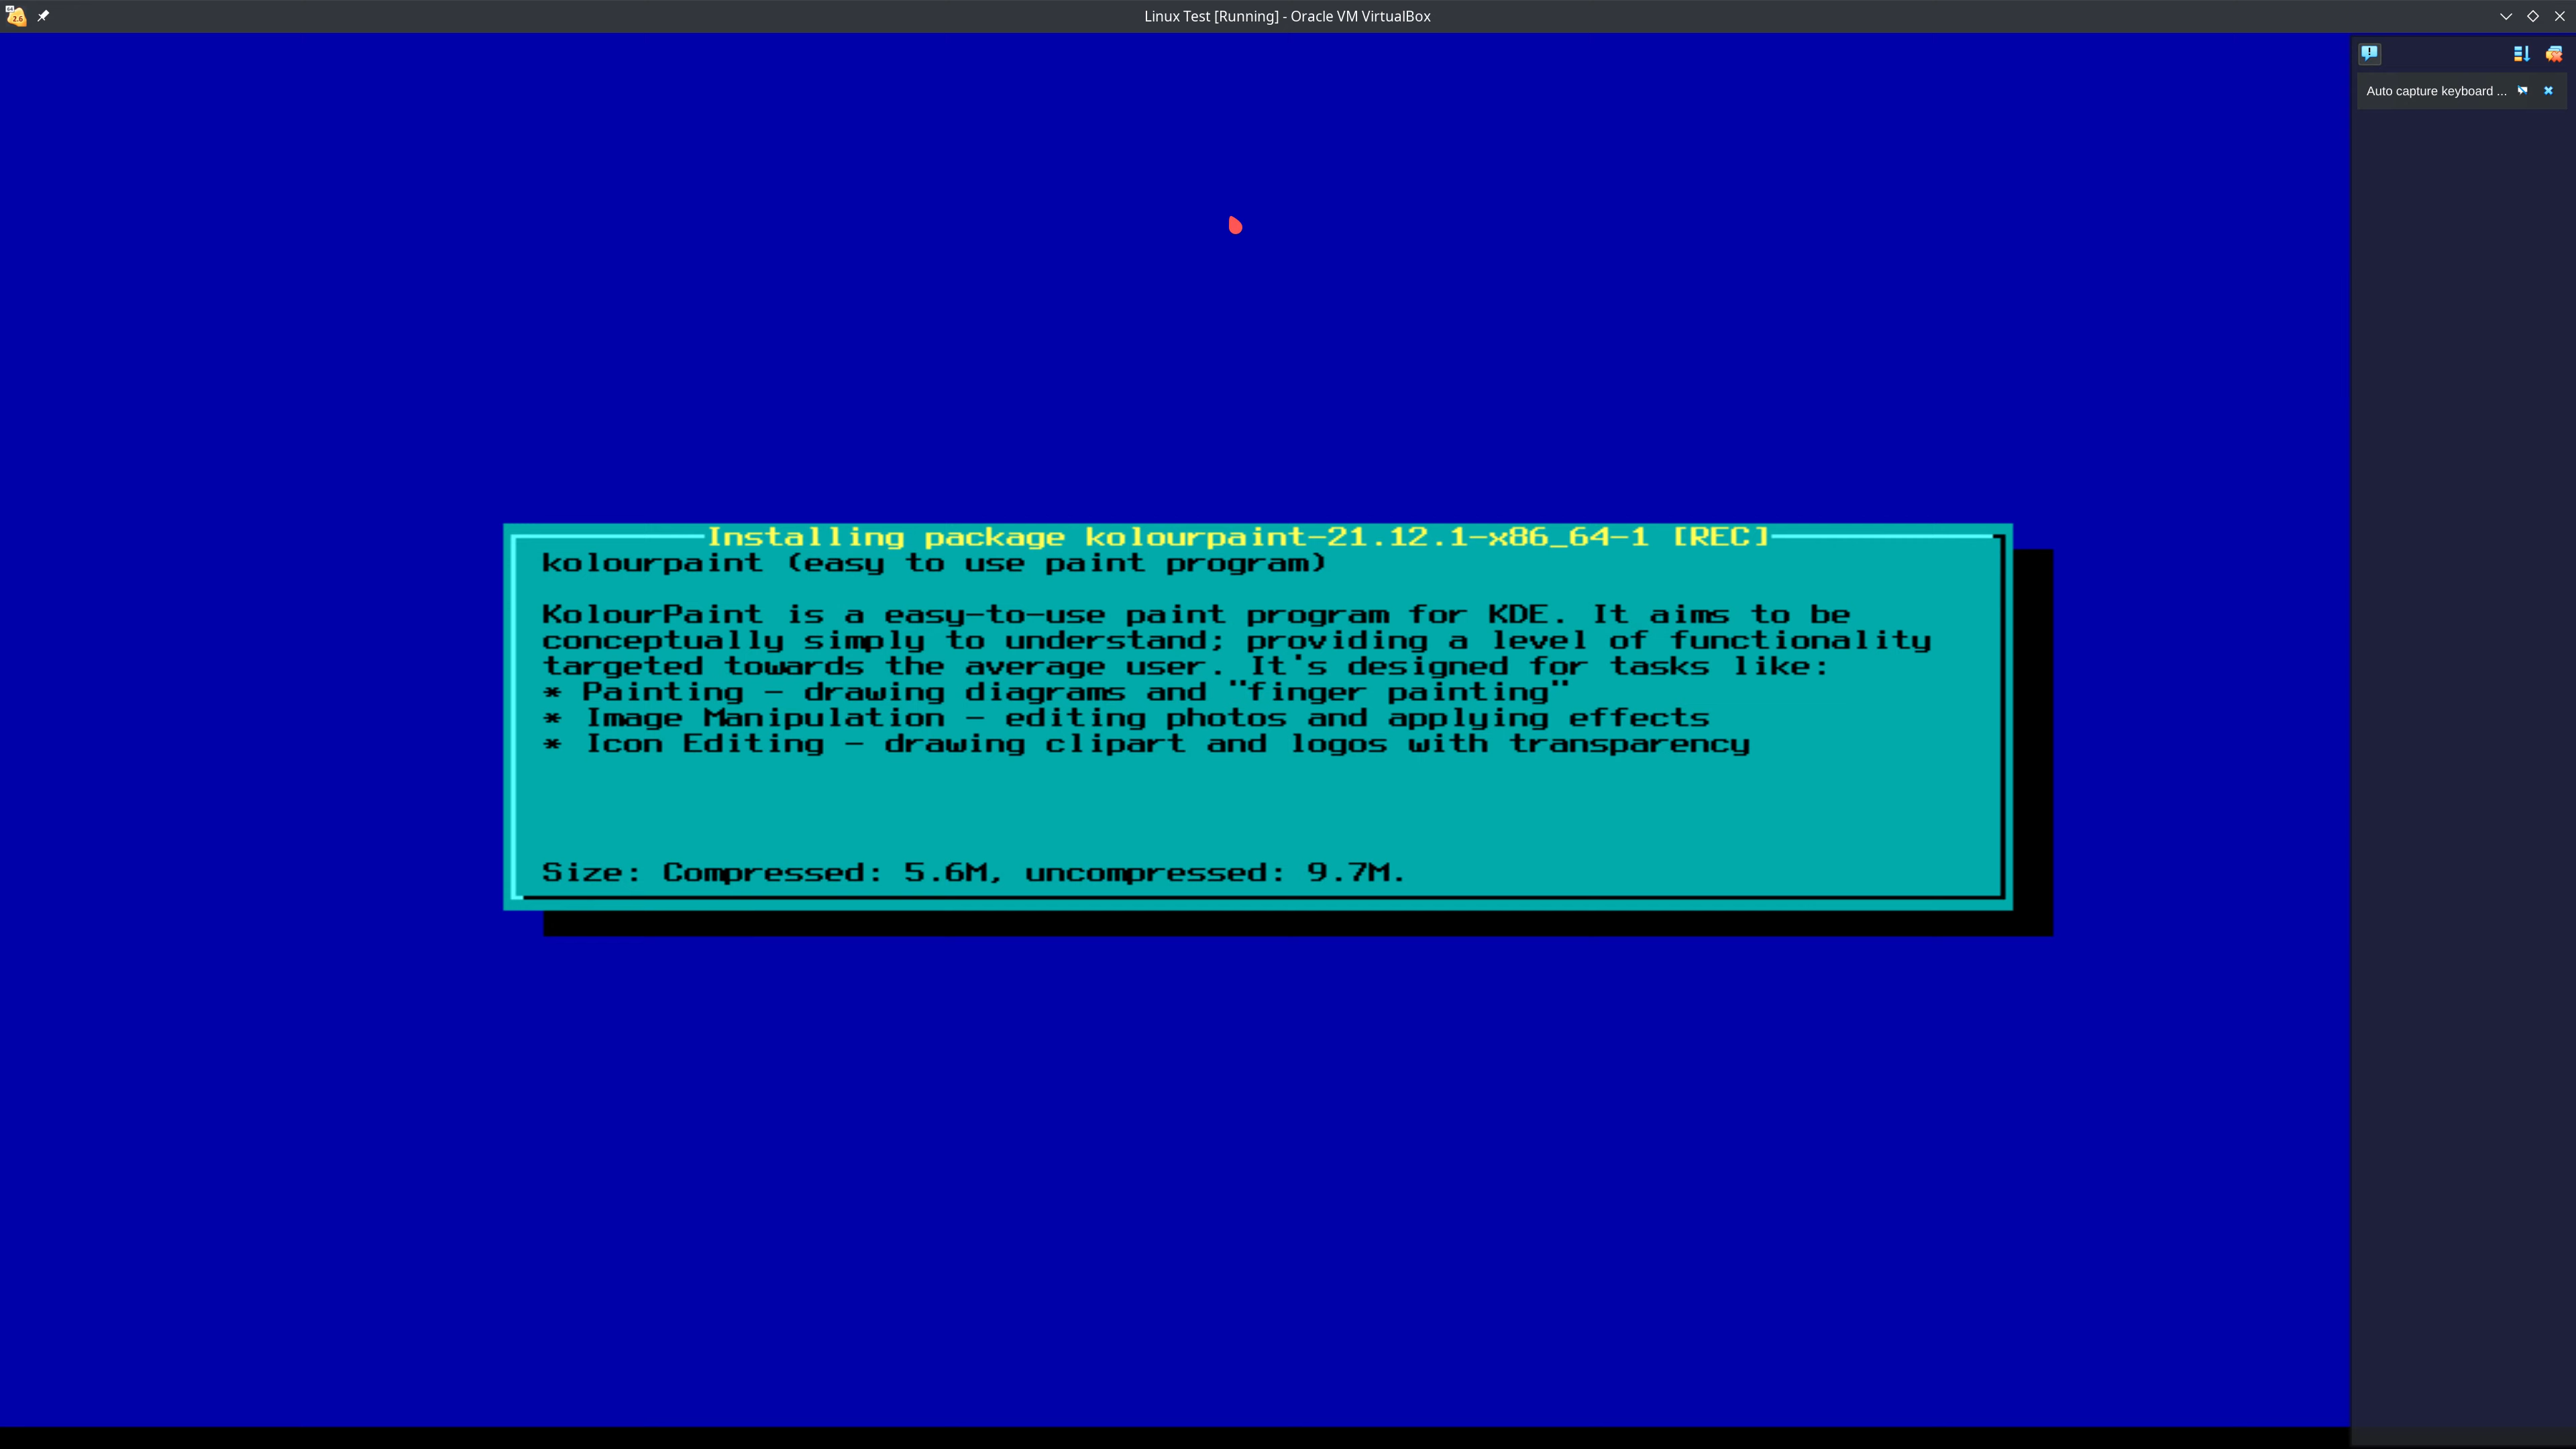 Linux Test [Running] - Oracle VM VirtualBox
Auto capture keyboard ...
Installing package kolourpaint-21.12.1-x86_64-1 [REC]
kolourpaint (easy to use paint program)
KolourPaint is a easy-to-use paint program for KDE. It aims to be
conceptually simply to understand; providing a level of functionality
targeted towards the average user. It's designed for tasks like:
* Painting - drawing diagrams and "finger painting"
* Image Manipulation - editing photos and applying effects
* Icon Editing - drawing clipart and logos with transparency
Size: Compressed: 5.6M, uncompressed: 9.7M.